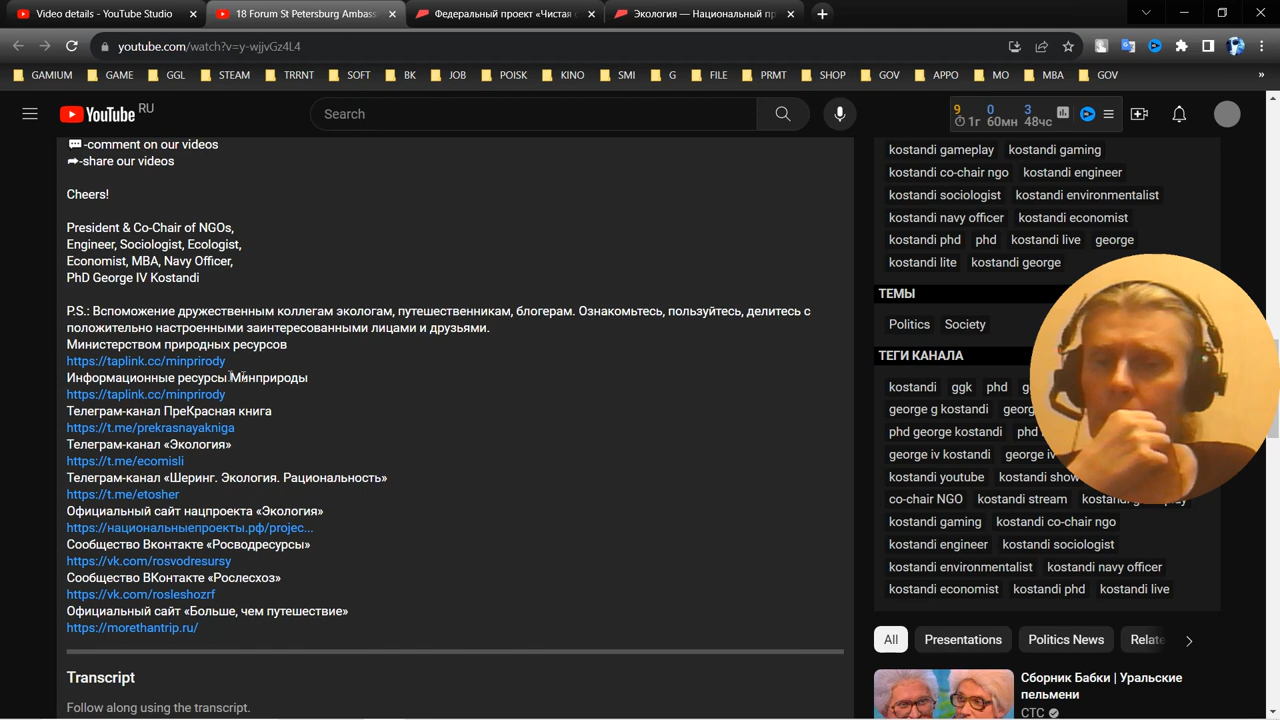 Video details - YouTube Studio
18 Forum St Petersburg Ambass
Федеральный проект «Чистая с
Экология — Национальный пр
youtube.com/watch?v=y-wjjvGz4L4
GAMIUM
GAME
GGL
STEAM
TRRNT
SOFT
BK
JOB
POISK
KINO
SMI
G
FILE
PRMT
SHOP
GOV
APPO
MO
MBA
GOV
YouTube RU
Search
9 0 3
1г 60мн 48чс
💬-comment on our videos
➦-share our videos
Cheers!
President & Co-Chair of NGOs,
Engineer, Sociologist, Ecologist,
Economist, MBA, Navy Officer,
PhD George IV Kostandi
P.S.: Вспоможение дружественным коллегам экологам, путешественникам, блогерам. Ознакомьтесь, пользуйтесь, делитесь с
положительно настроенными заинтересованными лицами и друзьями.
Министерством природных ресурсов
https://taplink.cc/minprirody
Информационные ресурсы Минприроды
https://taplink.cc/minprirody
Телеграм-канал ПреКрасная книга
https://t.me/prekrasnayakniga
Телеграм-канал «Экология»
https://t.me/ecomisli
Телеграм-канал «Шеринг. Экология. Рациональность»
https://t.me/etosher
Официальный сайт нацпроекта «Экология»
https://национальныепроекты.рф/projec...
Сообщество Вконтакте «Росводресурсы»
https://vk.com/rosvodresursy
Сообщество ВКонтакте «Рослесхоз»
https://vk.com/rosleshozrf
Официальный сайт «Больше, чем путешествие»
https://morethantrip.ru/
Transcript
Follow along using the transcript.
kostandi gameplay kostandi gaming
kostandi co-chair ngo kostandi engineer
kostandi sociologist kostandi environmentalist
kostandi navy officer kostandi economist
kostandi phd phd kostandi live george
kostandi lite kostandi george
ТЕМЫ
Politics Society
ТЕГИ КАНАЛА
kostandi ggk phd
george g kostandi
phd george kostandi
george iv kostandi
kostandi youtube kostandi
co-chair NGO kostandi stream
kostandi gaming kostandi co-chair ngo
kostandi engineer kostandi sociologist
kostandi environmentalist kostandi navy officer
kostandi economist kostandi phd kostandi live
All Presentations Politics News Relate
Сборник Бабки | Уральские
пельмени
СТС